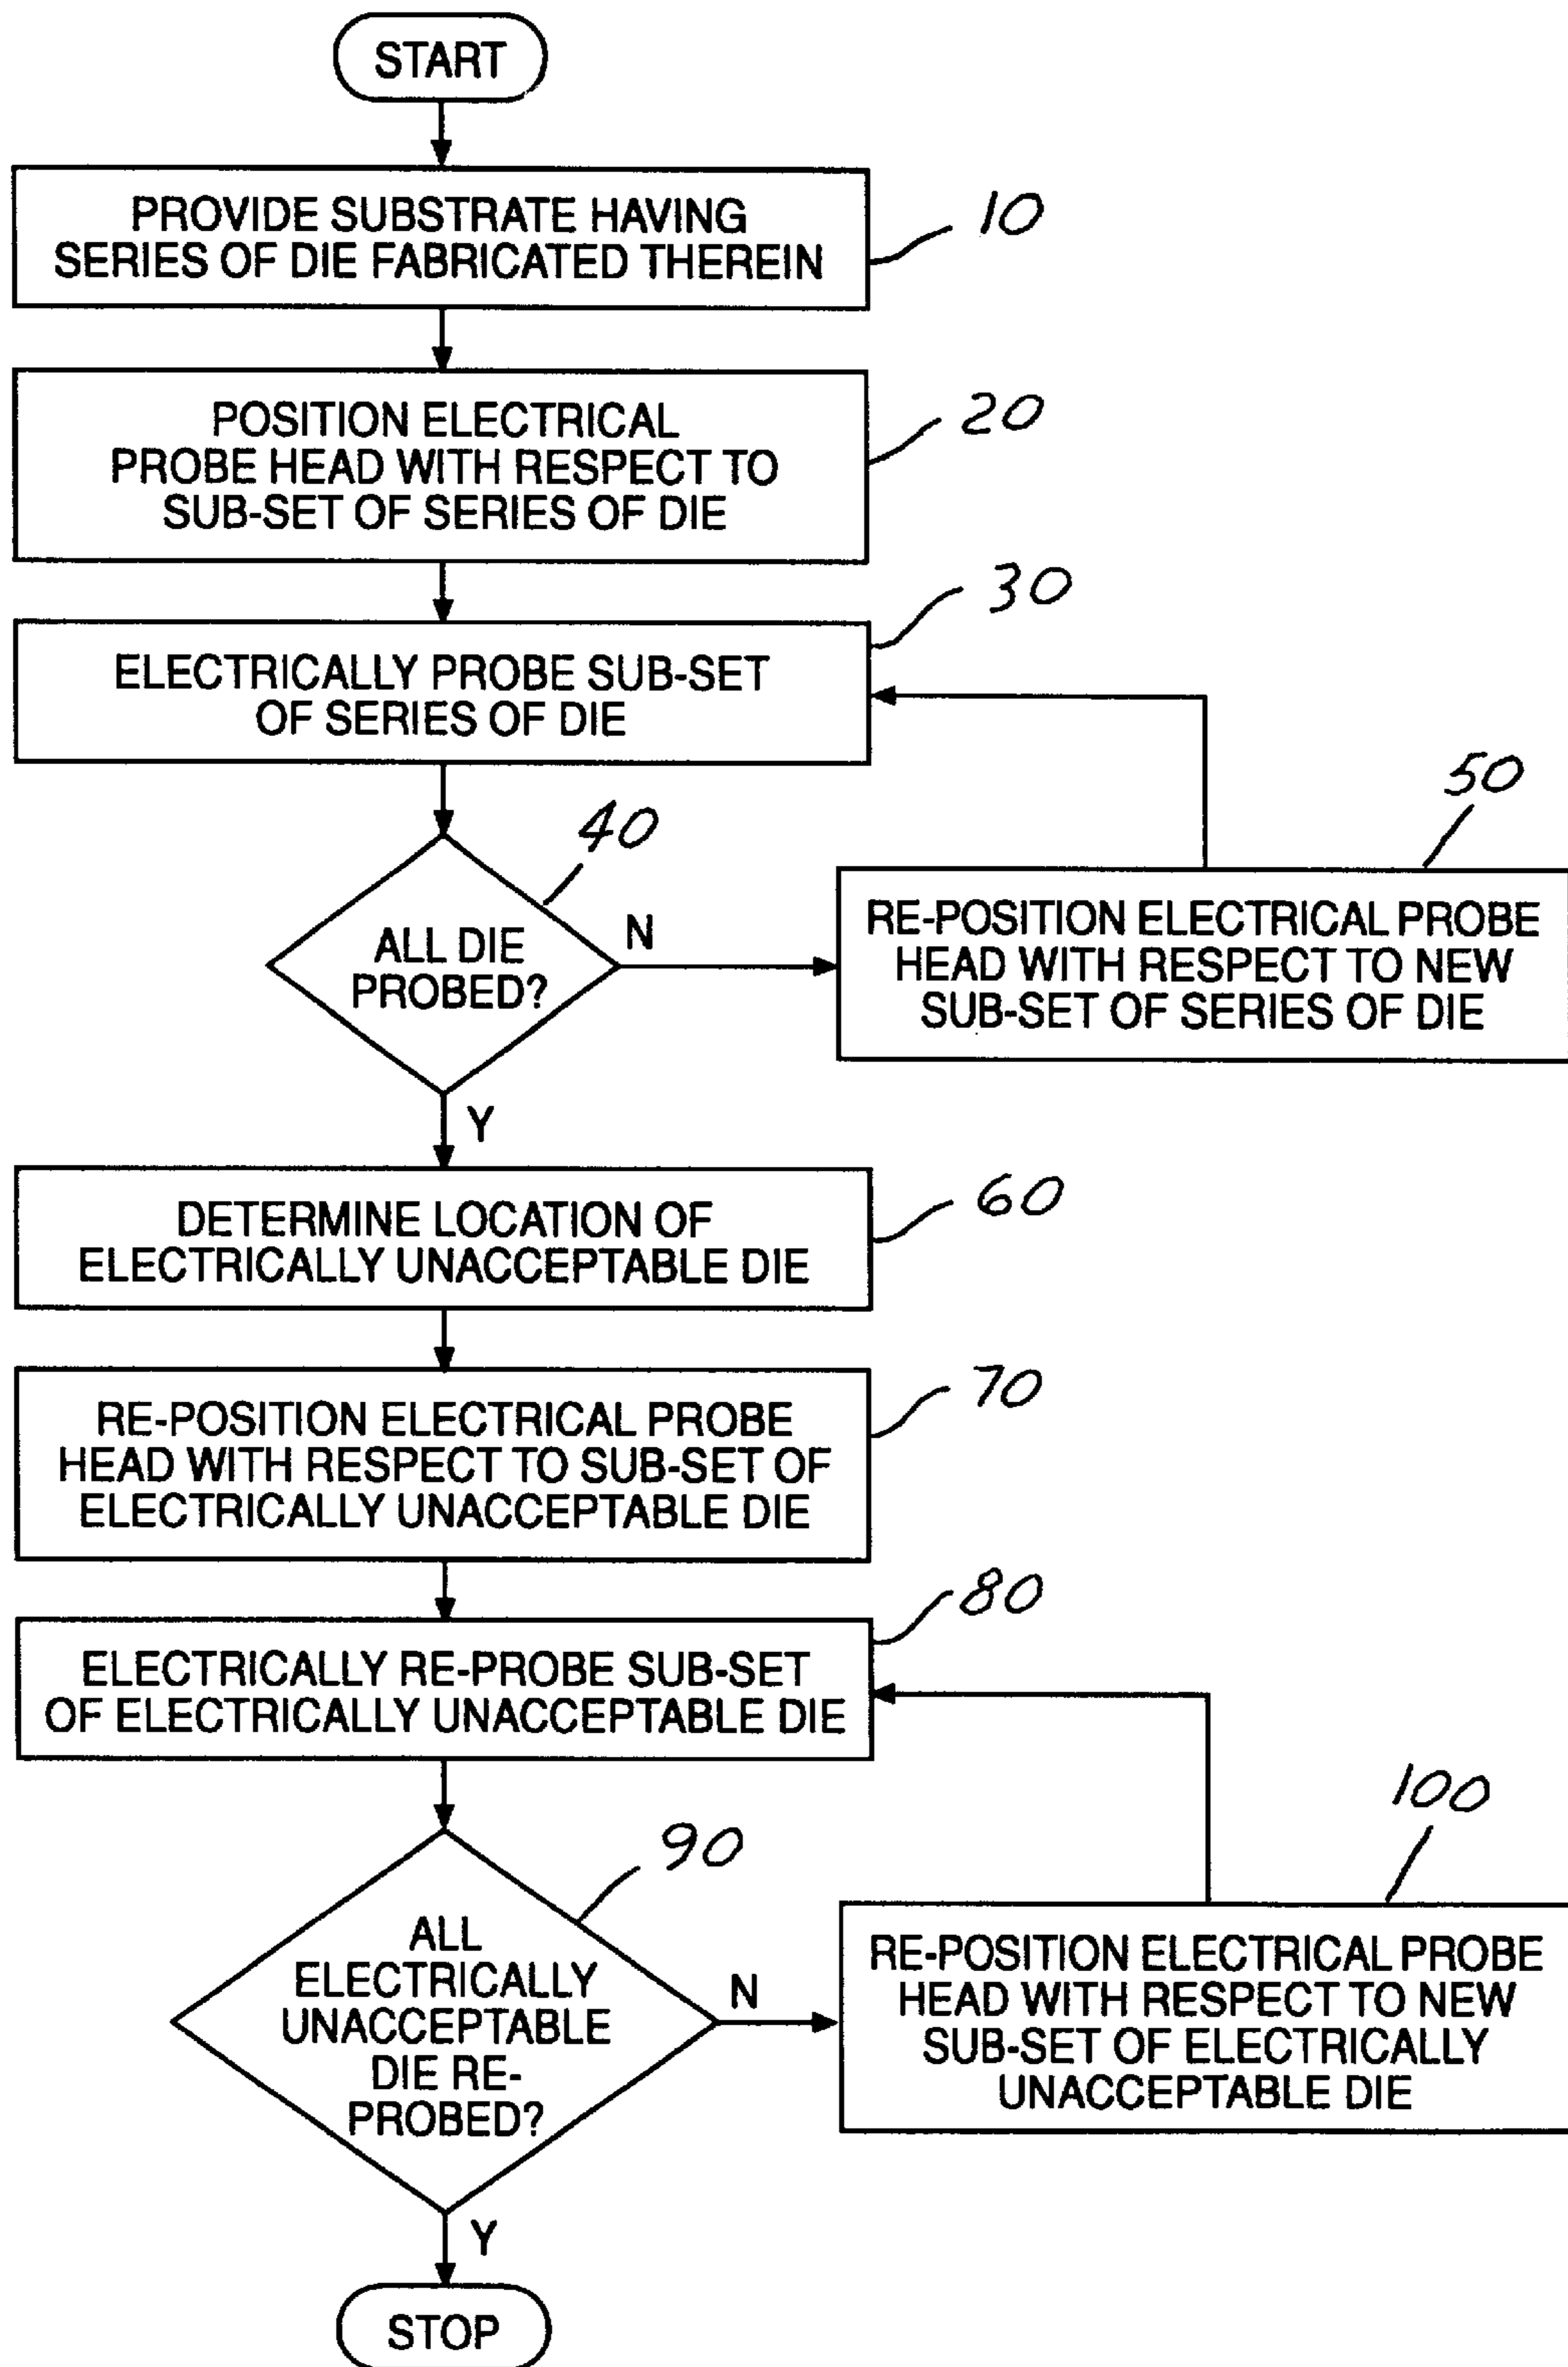 START
PROVIDE SUBSTRATE HAVING
SERIES OF DIE FABRICATED THEREIN
10
POSITION ELECTRICAL
PROBE HEAD WITH RESPECT TO
SUB-SET OF SERIES OF DIE
20
ELECTRICALLY PROBE SUB-SET
OF SERIES OF DIE
30
ALL DIE
PROBED?
40
N
Y
RE-POSITION ELECTRICAL PROBE
HEAD WITH RESPECT TO NEW
SUB-SET OF SERIES OF DIE
50
DETERMINE LOCATION OF
ELECTRICALLY UNACCEPTABLE DIE
60
RE-POSITION ELECTRICAL PROBE
HEAD WITH RESPECT TO SUB-SET OF
ELECTRICALLY UNACCEPTABLE DIE
70
ELECTRICALLY RE-PROBE SUB-SET
OF ELECTRICALLY UNACCEPTABLE DIE
80
ALL
ELECTRICALLY
UNACCEPTABLE
DIE RE-
PROBED?
90
N
Y
RE-POSITION ELECTRICAL PROBE
HEAD WITH RESPECT TO NEW
SUB-SET OF ELECTRICALLY
UNACCEPTABLE DIE
100
STOP